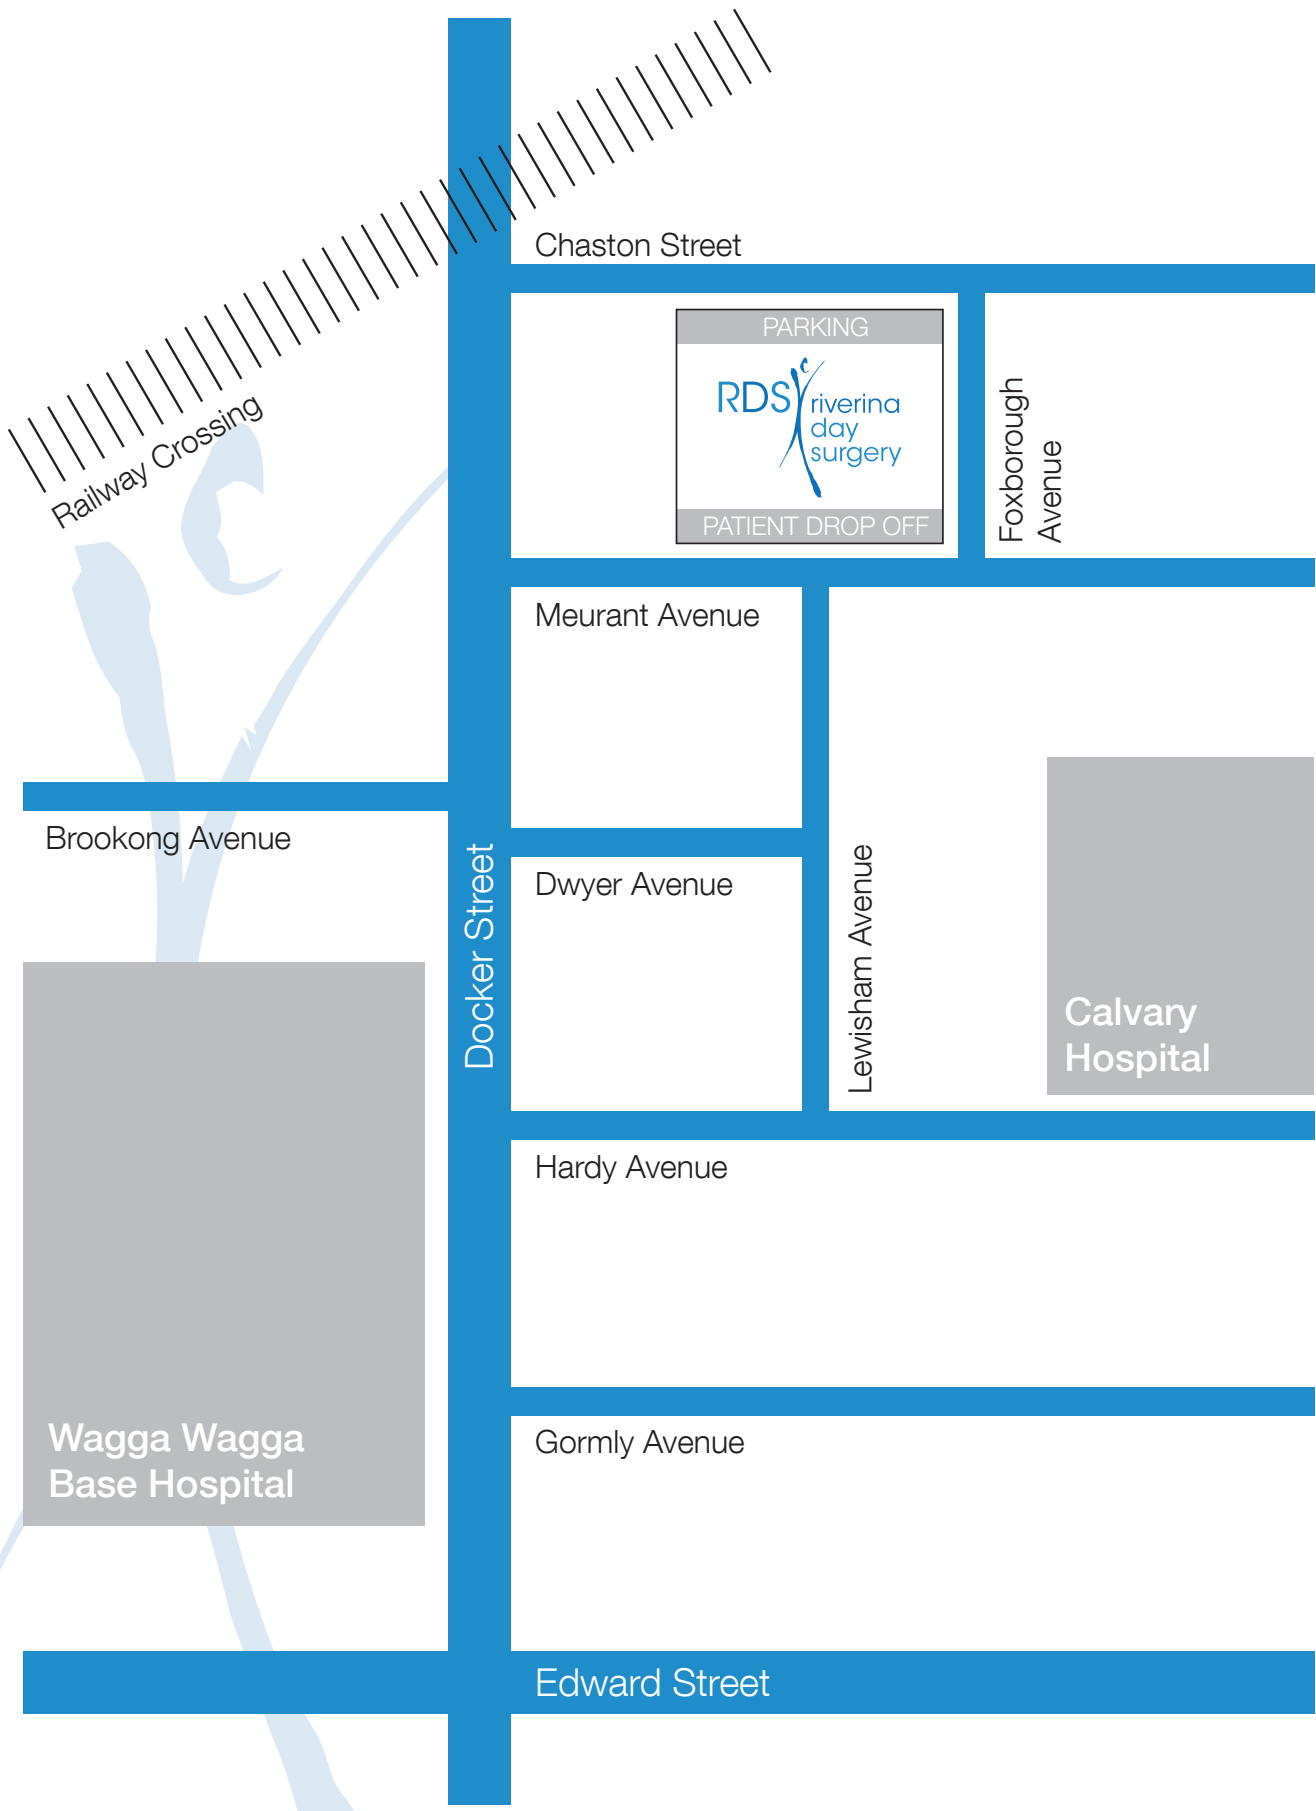 Chaston Street
PARKING
RDS
riverina
day
surgery
PATIENT DROP OFF
Foxborough
Avenue
Railway Crossing
Meurant Avenue
Brookong Avenue
Docker Street
Dwyer Avenue
Lewisham Avenue
Calvary
Hospital
Hardy Avenue
Wagga Wagga
Base Hospital
Gormly Avenue
Edward Street